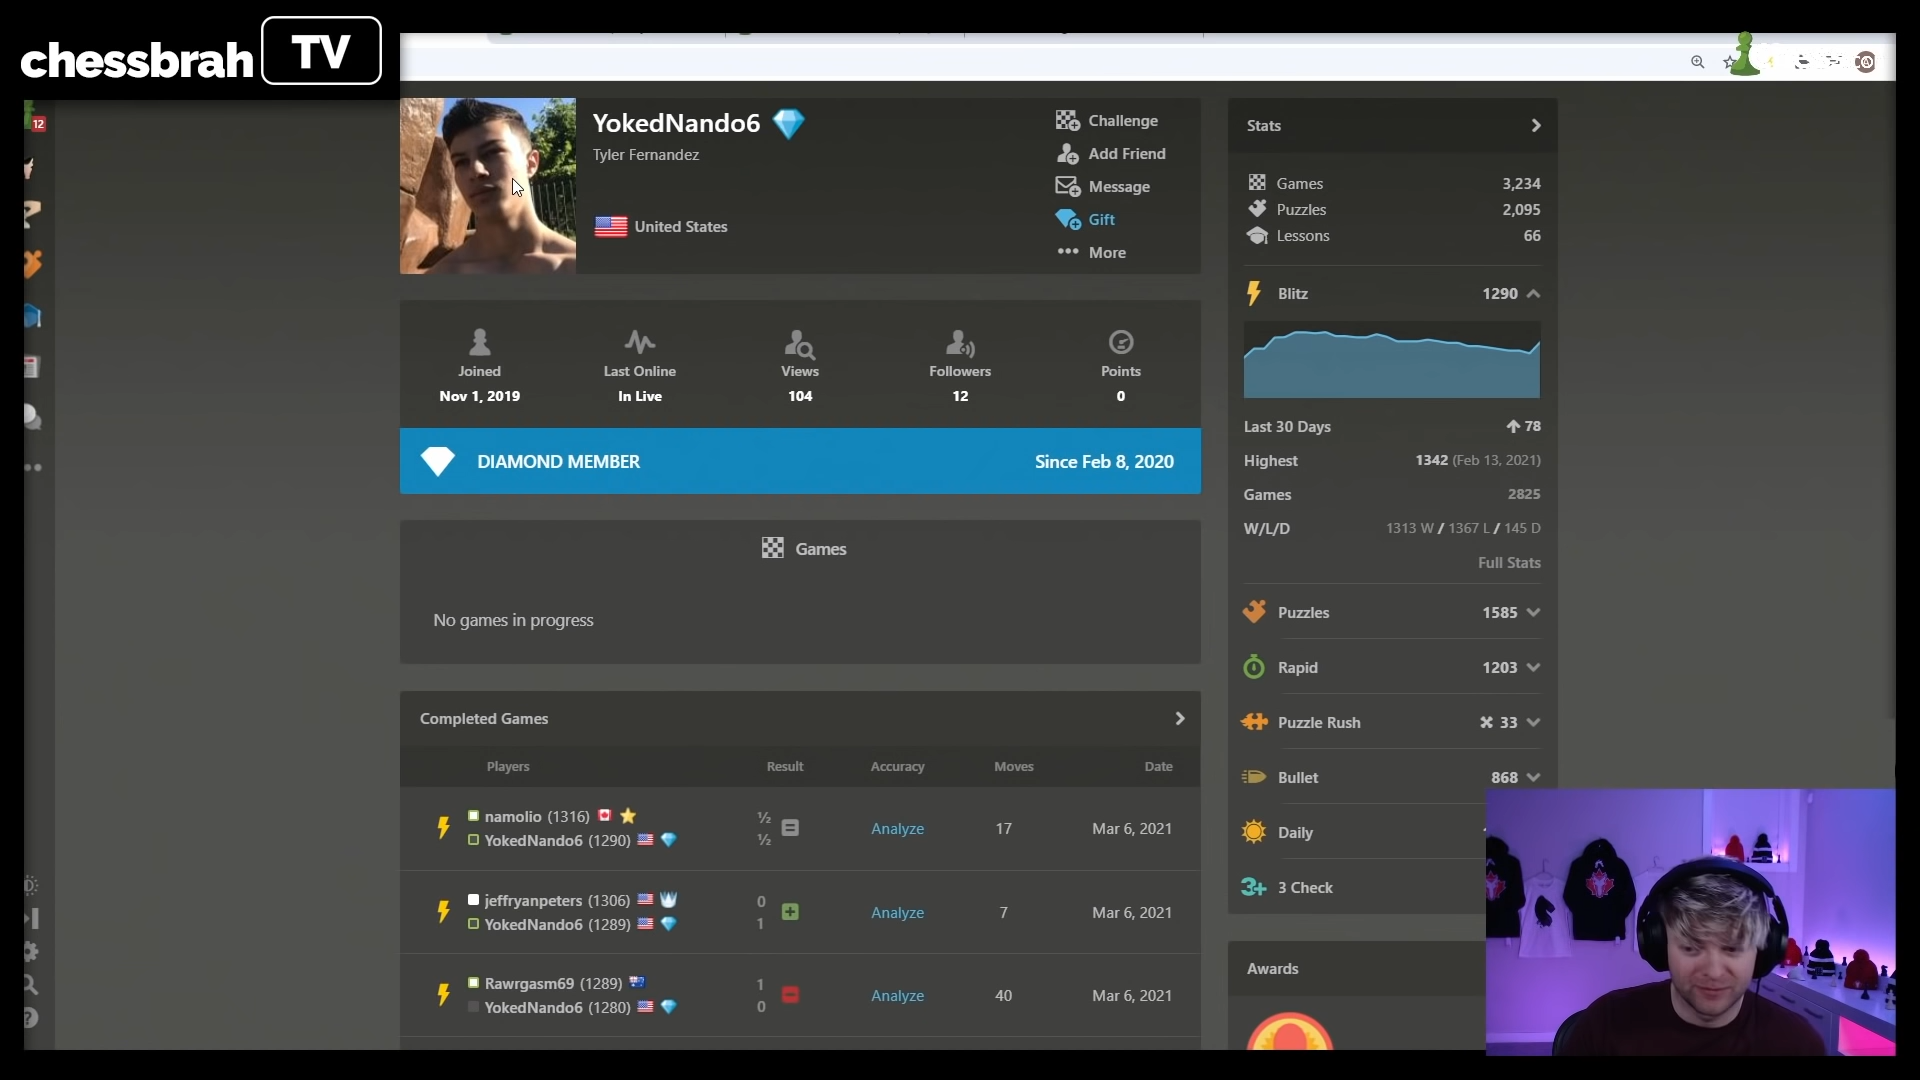 chessbrah TV
12
YokedNando6
Tyler Fernandez
United States
Challenge
Add Friend
Message
Gift
More
Joined
Nov 1, 2019
Last Online
In Live
Views
104
Followers
12
Points
0
DIAMOND MEMBER
Since Feb 8, 2020
Games
No games in progress
Completed Games
Players Result Accuracy Moves Date
namolio (1316) ½
YokedNando6 (1290) ½
Analyze 17 Mar 6, 2021
jeffryanpeters (1306) 0
YokedNando6 (1289) 1
Analyze 7 Mar 6, 2021
Rawrgasm69 (1289) 1
YokedNando6 (1280) 0
Analyze 40 Mar 6, 2021
Stats
Games 3,234
Puzzles 2,095
Lessons 66
Blitz 1290
Last 30 Days 78
Highest 1342 (Feb 13, 2021)
Games 2825
W/L/D 1313 W / 1367 L / 145 D
Full Stats
Puzzles 1585
Rapid 1203
Puzzle Rush 33
Bullet 868
Daily
3+ 3 Check
Awards